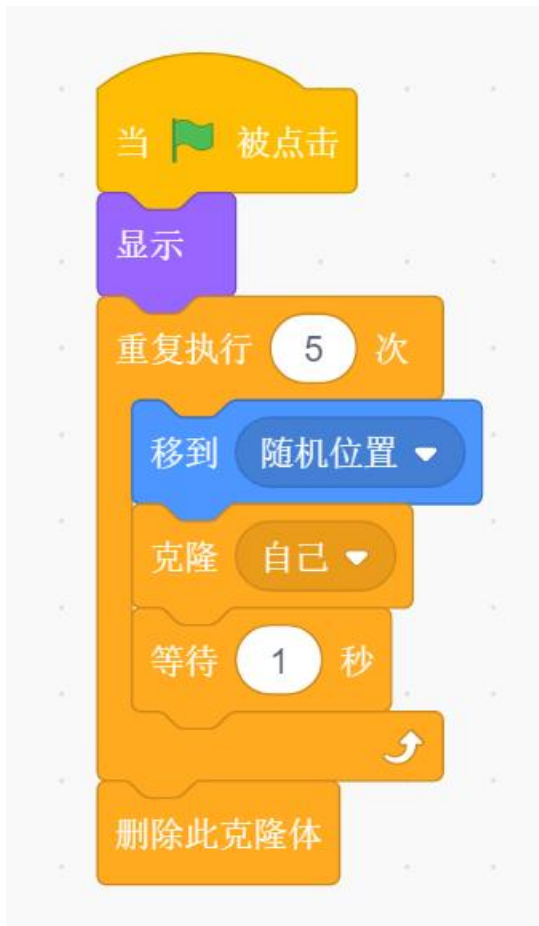 当 被点击
显示
重复执行 5 次
移到 随机位置
克隆 自己
等待 1 秒
删除此克隆体